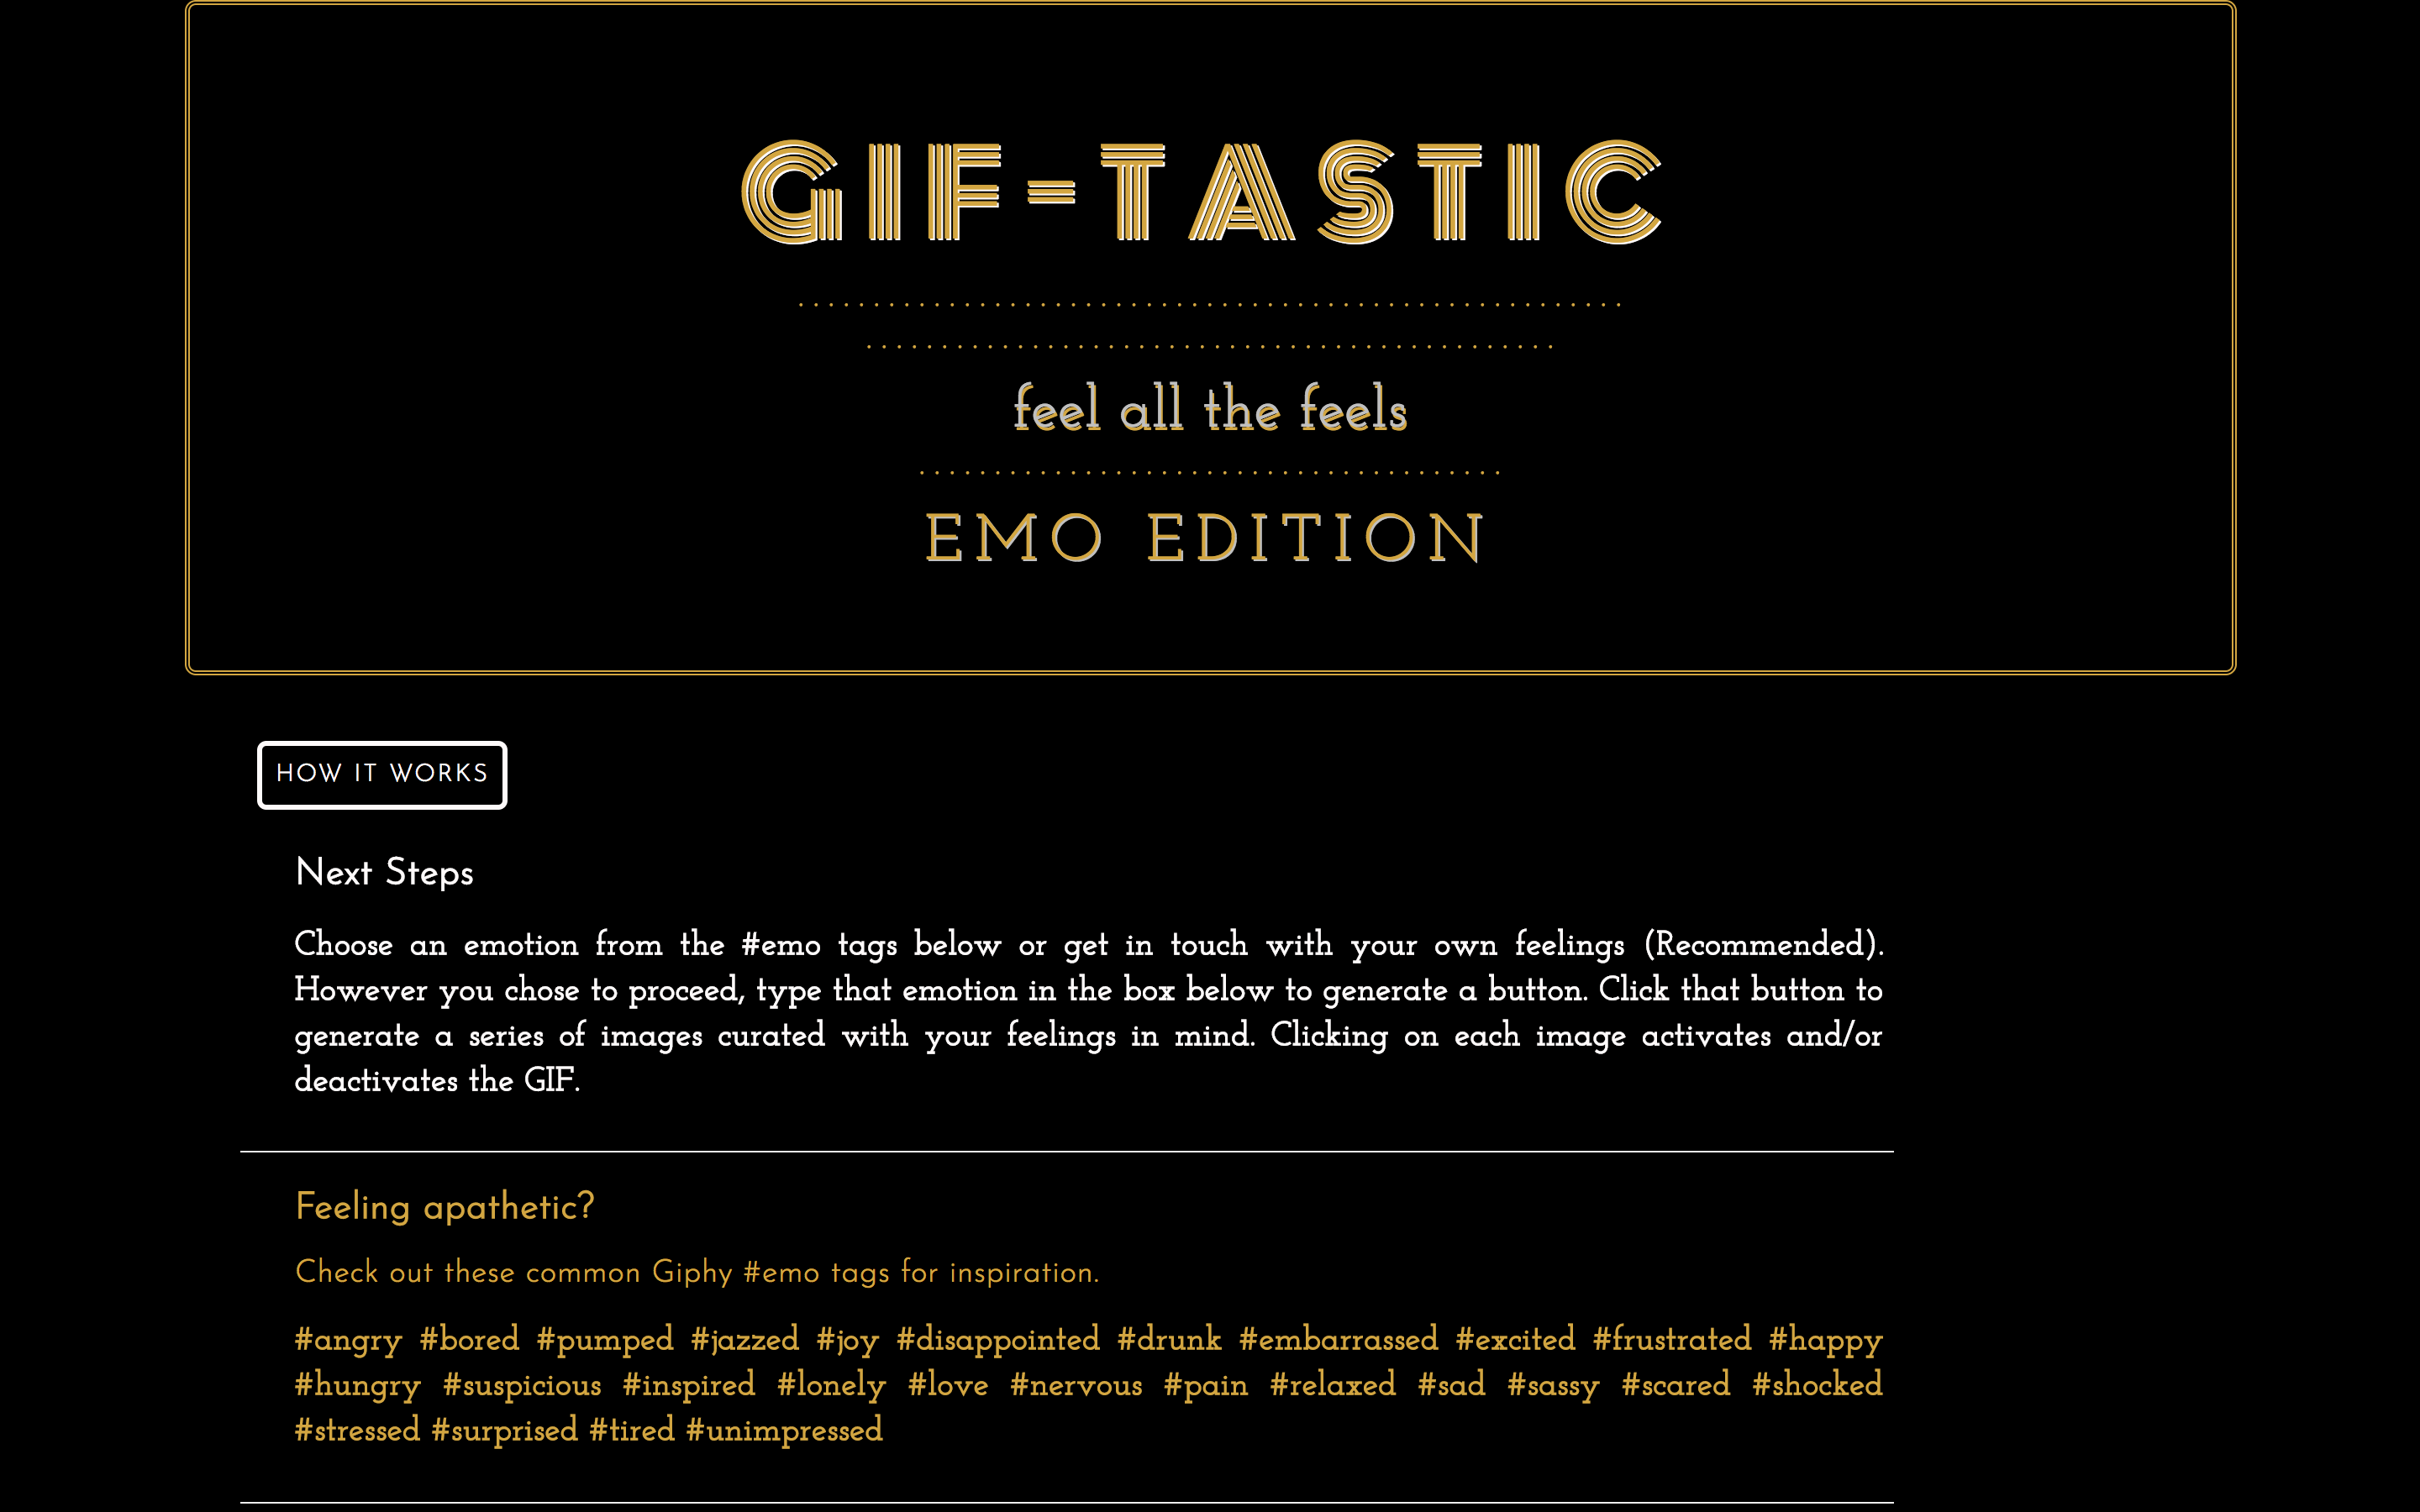 GIF-TASTIC
feel all the feels
EMO EDITION
HOW IT WORKS
Next Steps
Choose an emotion from the #emo tags below or get in touch with your own feelings (Recommended).
However you chose to proceed, type that emotion in the box below to generate a button. Click that button to
generate a series of images curated with your feelings in mind. Clicking on each image activates and/or
deactivates the GIF.
Feeling apathetic?
Check out these common Giphy #emo tags for inspiration.
#angry #bored #pumped #jazzed #joy #disappointed #drunk #embarrassed #excited #frustrated #happy
#hungry #suspicious #inspired #lonely #love #nervous #pain #relaxed #sad #sassy #scared #shocked
#stressed #surprised #tired #unimpressed